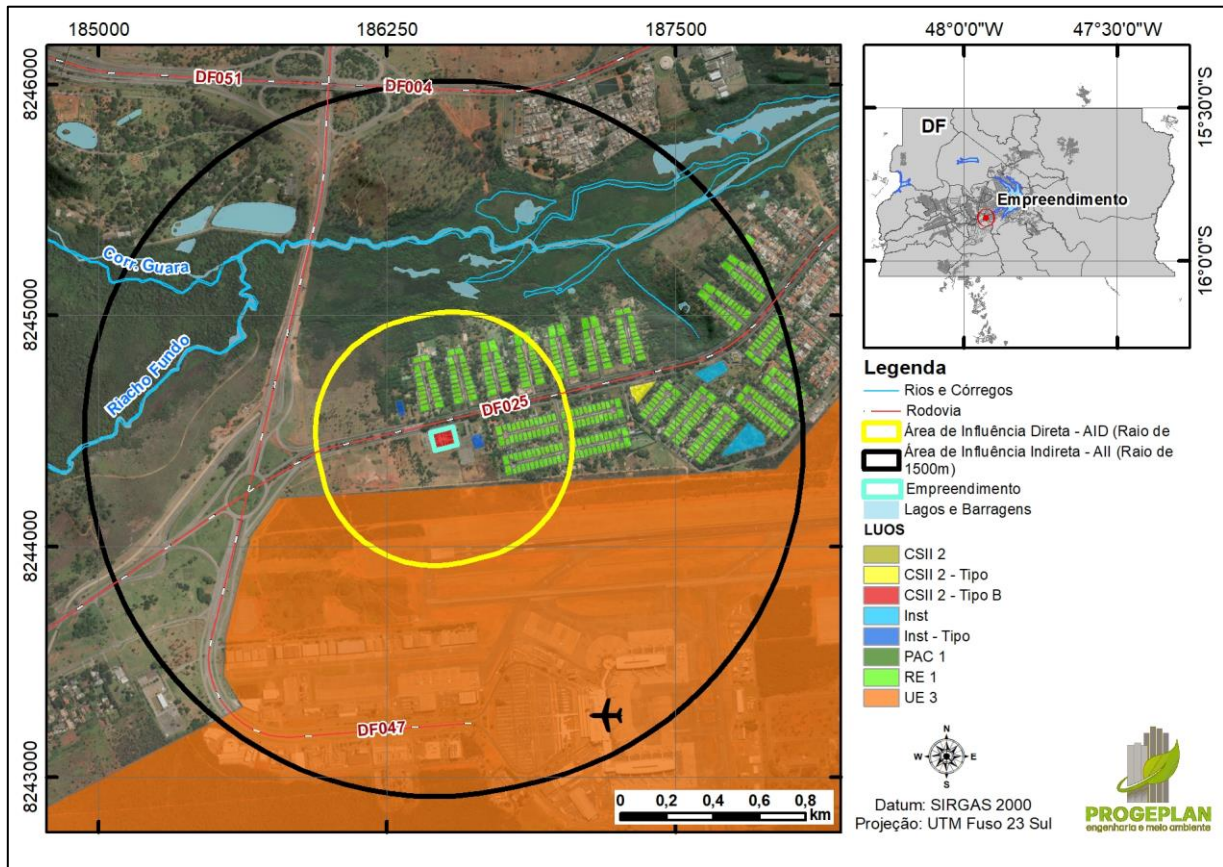 185000
186250
187500
8246000
8245000
8244000
8243000
DF051
DF004
Corr. Guara
Riacho Fundo
DF025
DF047
0 0,2 0,4 0,6 0,8
km
48°0'0"W
47°30'0"W
15°30'0"S
16°0'0"S
DF
Empreendimento
Legenda
Rios e Córregos
Rodovia
Área de Influência Direta - AID (Raio de
Área de Influência Indireta - AII (Raio de
1500m)
Empreendimento
Lagos e Barragens
LUOS
CSII 2
CSII 2 - Tipo
CSII 2 - Tipo B
Inst
Inst - Tipo
PAC 1
RE 1
UE 3
N
W E
S
Datum: SIRGAS 2000
Projeção: UTM Fuso 23 Sul
PROGEPLAN
engenharia e meio ambiente